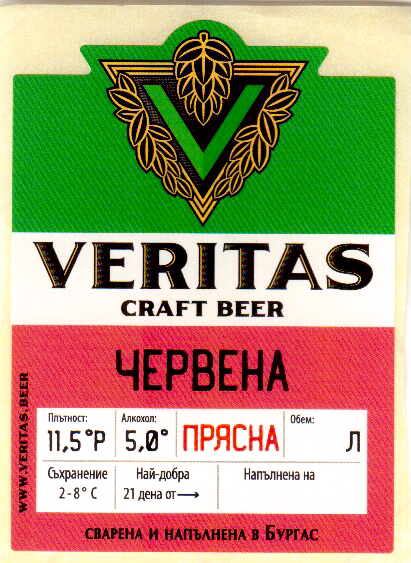 V
VERITAS
CRAFT BEER
ЧЕРВЕНА
WWW.VERITAS.BEER
Плътност: Алкохол: Обем:
11,5°P 5,0° ПРЯСНА Л
Съхранение Най-добра Напълнена на
2-8° C 21 дена от→
СВАРЕНА И НАПЪЛНЕНА В БУРГАС